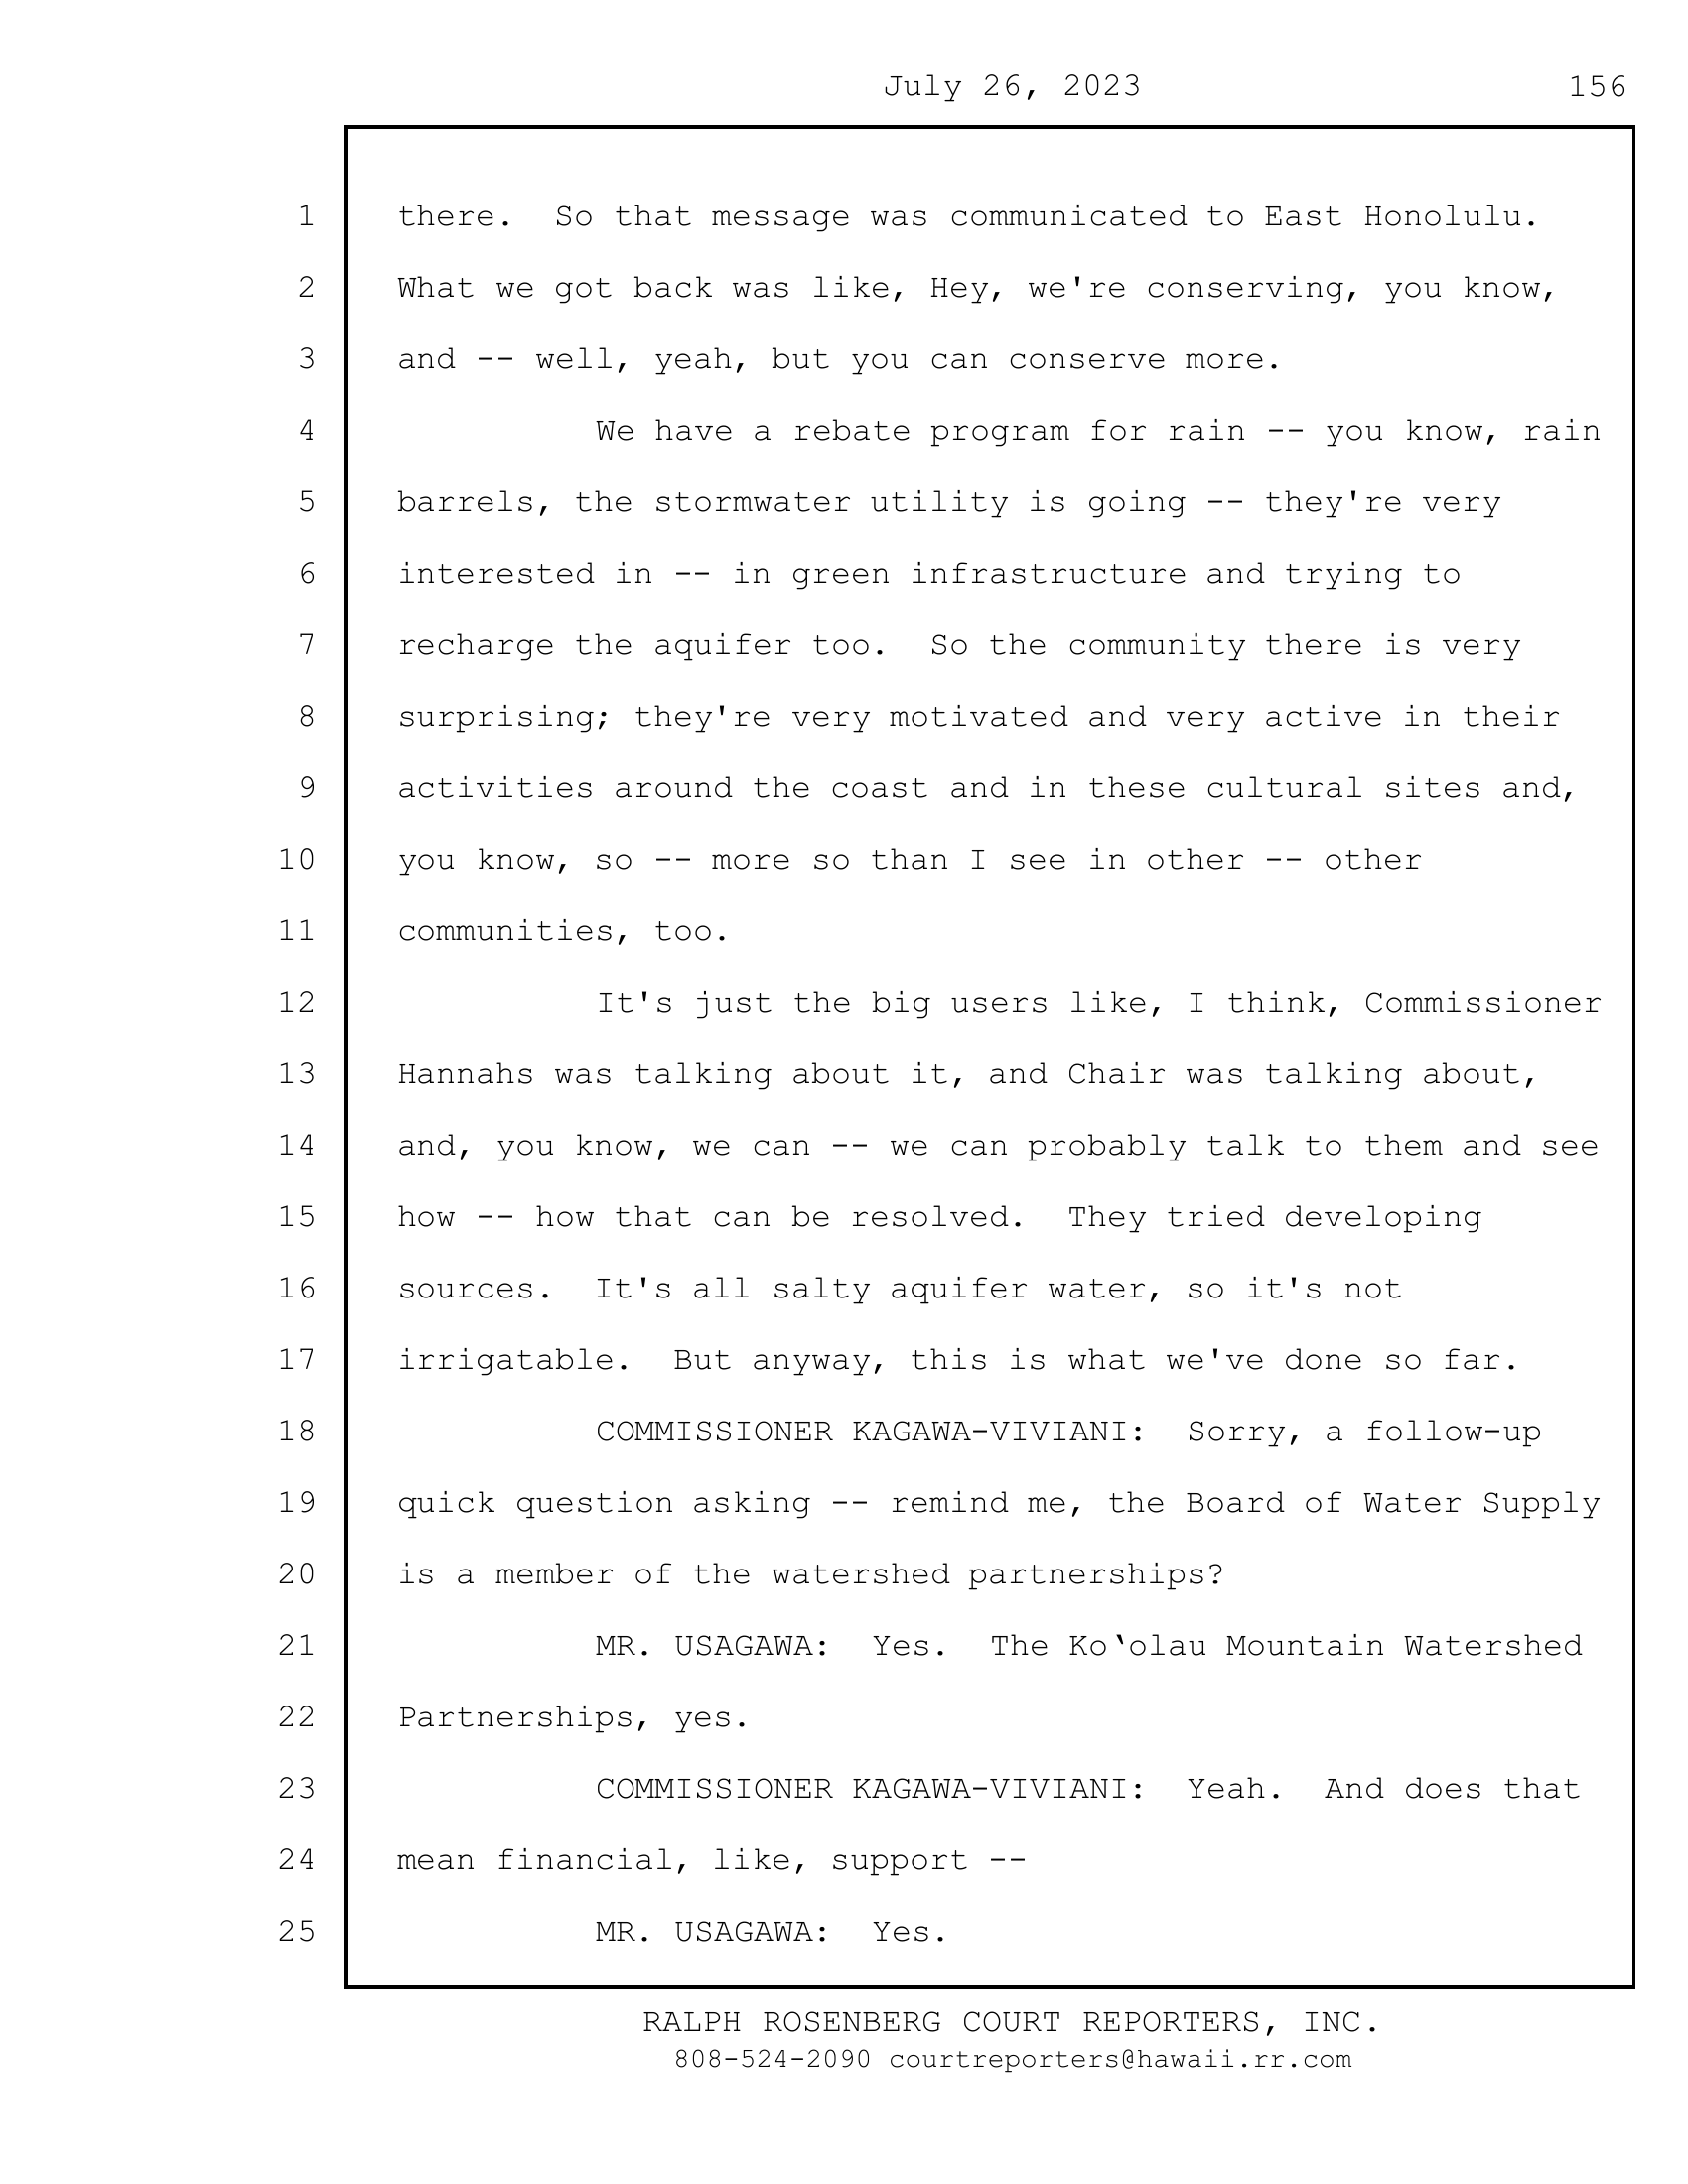 July 26, 2023 156
1 there.  So that message was communicated to East Honolulu.
2 What we got back was like, Hey, we're conserving, you know,
3 and -- well, yeah, but you can conserve more.
4 We have a rebate program for rain -- you know, rain
5 barrels, the stormwater utility is going -- they're very
6 interested in -- in green infrastructure and trying to
7 recharge the aquifer too.  So the community there is very
8 surprising; they're very motivated and very active in their
9 activities around the coast and in these cultural sites and,
10 you know, so -- more so than I see in other -- other
11 communities, too.
12 It's just the big users like, I think, Commissioner
13 Hannahs was talking about it, and Chair was talking about,
14 and, you know, we can -- we can probably talk to them and see
15 how -- how that can be resolved.  They tried developing
16 sources.  It's all salty aquifer water, so it's not
17 irrigatable.  But anyway, this is what we've done so far.
18 COMMISSIONER KAGAWA-VIVIANI:  Sorry, a follow-up
19 quick question asking -- remind me, the Board of Water Supply
20 is a member of the watershed partnerships?
21 MR. USAGAWA:  Yes.  The Ko‛olau Mountain Watershed
22 Partnerships, yes.
23 COMMISSIONER KAGAWA-VIVIANI:  Yeah.  And does that
24 mean financial, like, support --
25 MR. USAGAWA:  Yes.
RALPH ROSENBERG COURT REPORTERS, INC.
808-524-2090 courtreporters@hawaii.rr.com